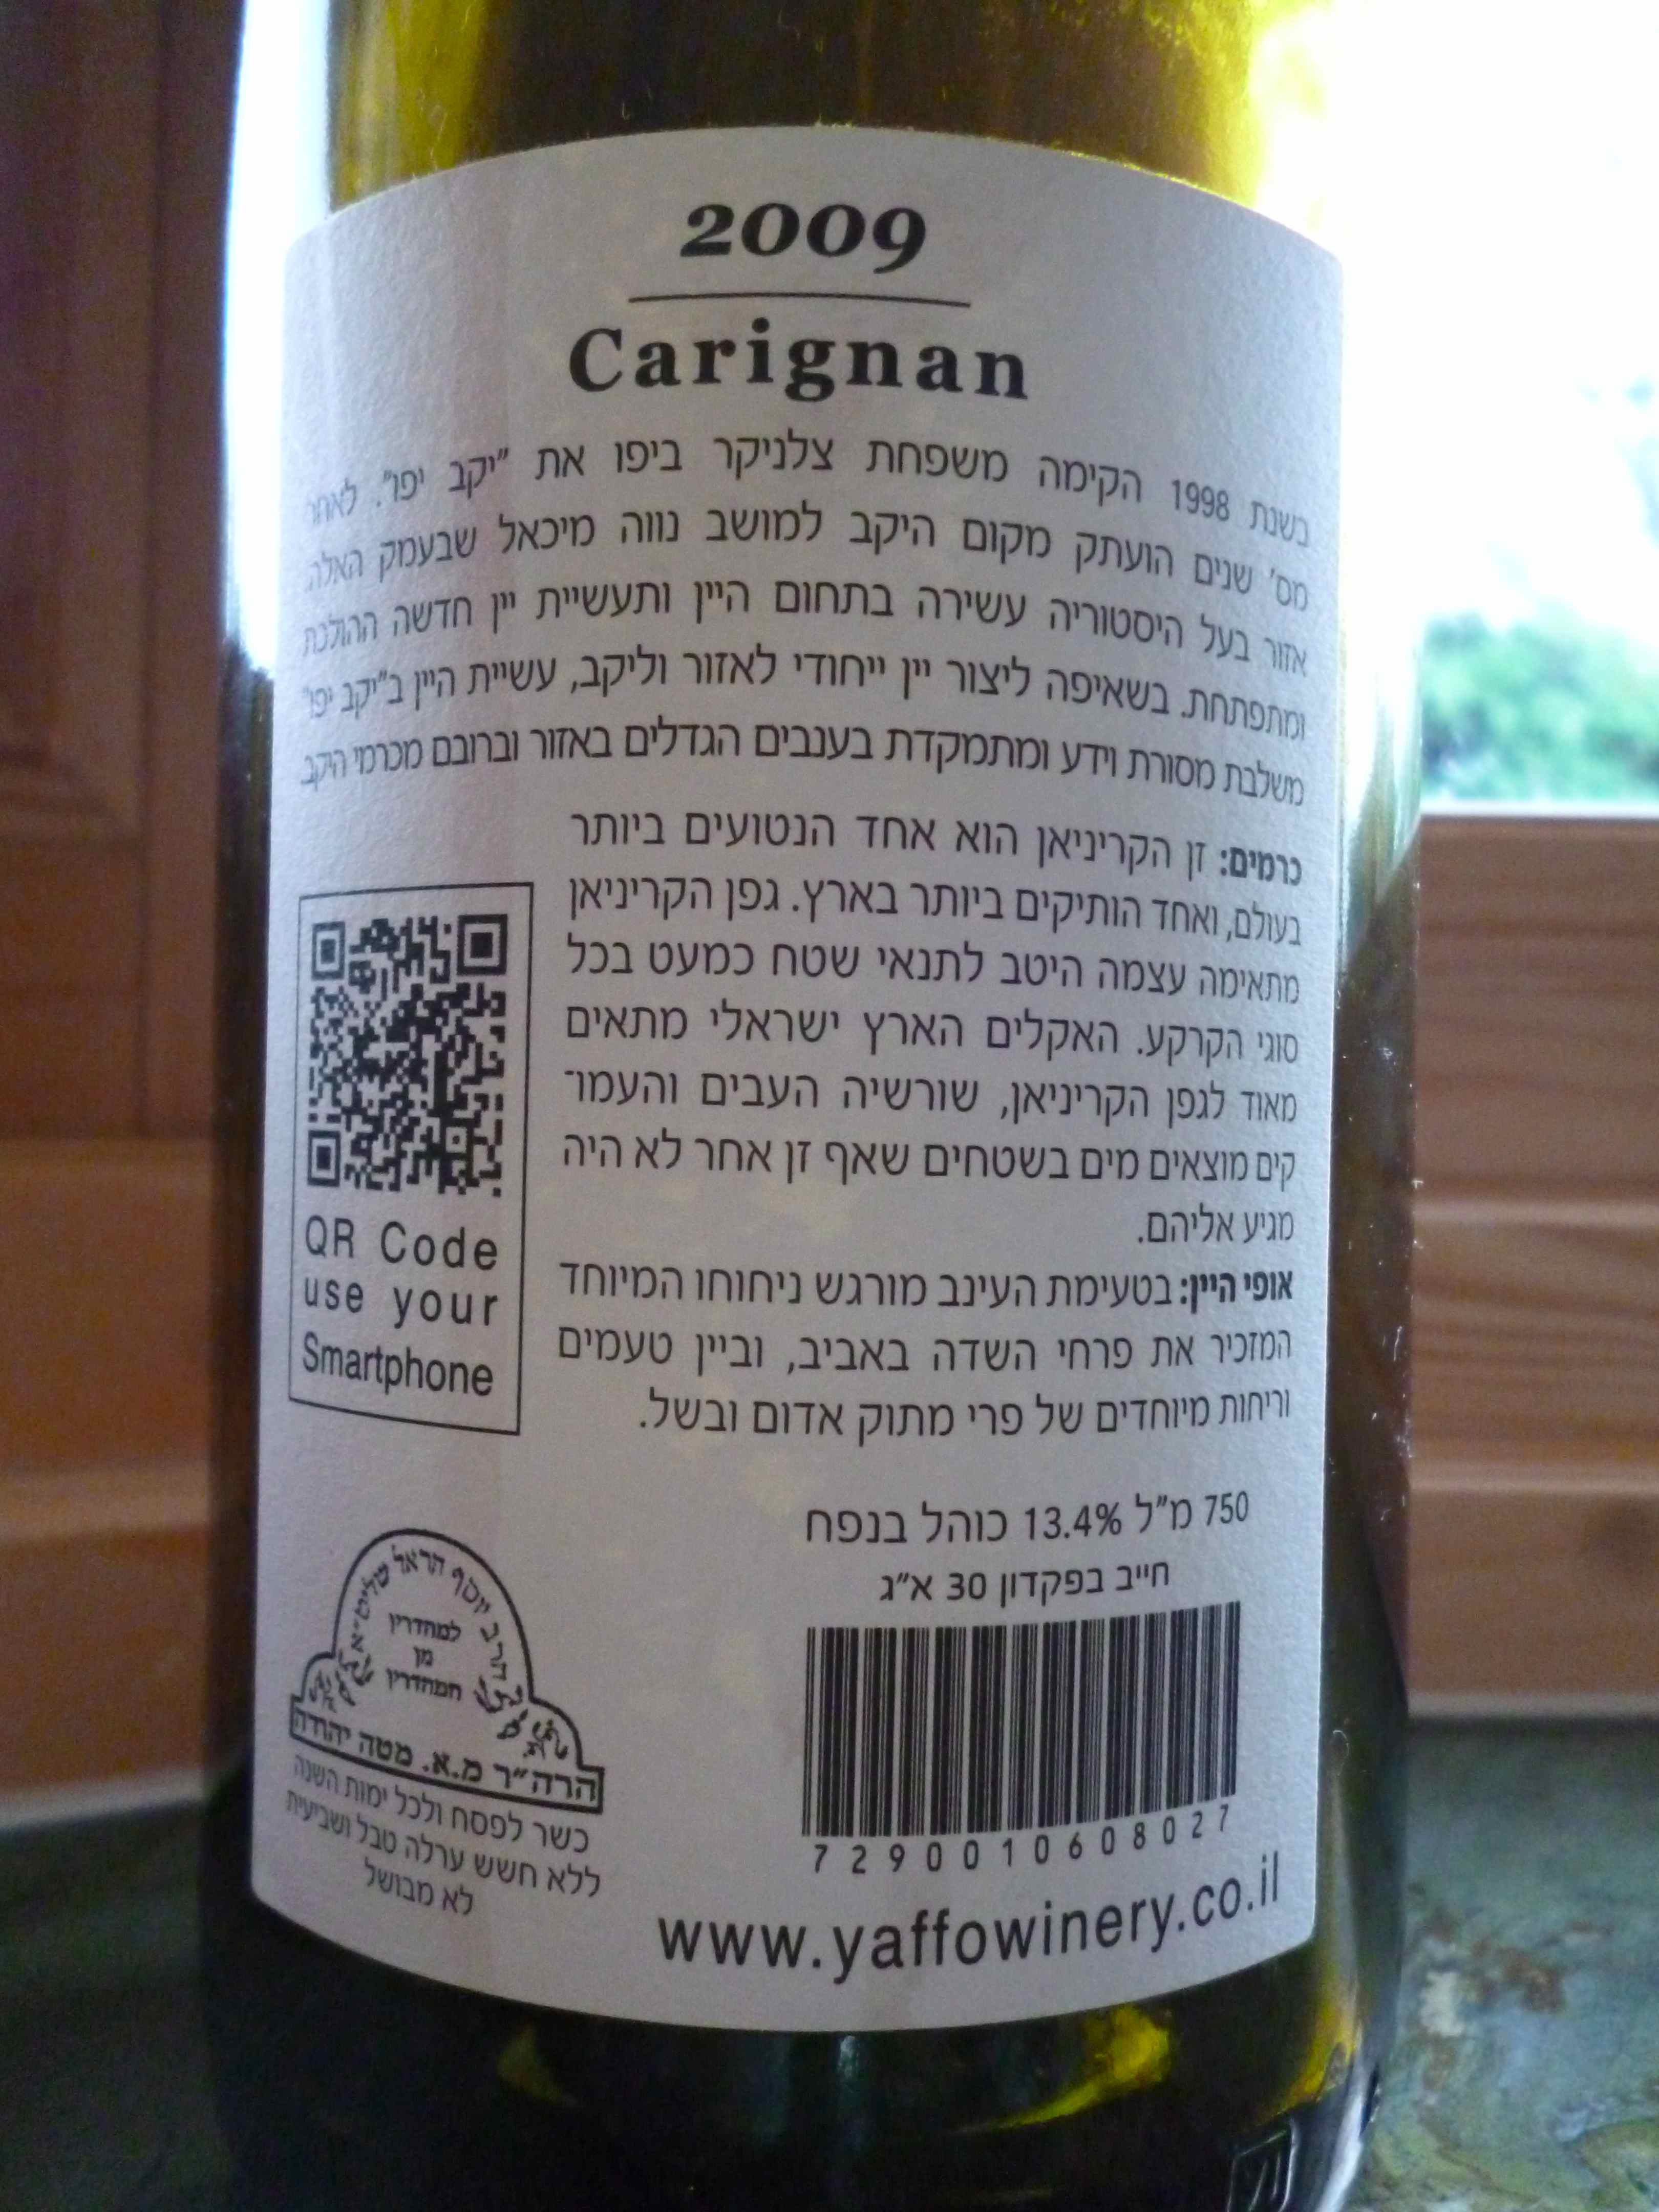 2009
Carignan
בשנת 1998 הקימה משפחת צלניקר ביפו את "יקב יפו". לאחר
מס' שנים הועתק מקום היקב למושב נווה מיכאל שבעמק האלה.
אזור בעל היסטוריה עשירה בתחום היין ותעשיית יין חדשה ההולכת
ומתפתחת. בשאיפה ליצור יין ייחודי לאזור וליקב, עשיית היין ב"יקב יפו"
משלבת מסורת וידע ומתמקדת בענבים הגדלים באזור וברובם מכרמי היקב
כרמים: זן הקריניאן הוא אחד הנטועים ביותר
בעולם, ואחד הותיקים ביותר בארץ. גפן הקריניאן
מתאימה עצמה היטב לתנאי שטח כמעט בכל
סוגי הקרקע. האקלים הארץ ישראלי מתאים
מאוד לגפן הקריניאן, שורשיה העבים והעמו־
קים מוצאים מים בשטחים שאף זן אחר לא היה
מגיע אליהם.
אופי היין: בטעימת העינב מורגש ניחוחו המיוחד
המזכיר את פרחי השדה באביב, וביין טעמים
וריחות מיוחדים של פרי מתוק אדום ובשל.
QR Code
use your
Smartphone
750 מ"ל 13.4% כוהל בנפח
חייב בפקדון 30 א"ג
7290010608027
www.yaffowinery.co.il
הרב יוסף הראל שליט"א
למהדרין
מן
המהדרין
הרה"ר מ.א. מטה יהודה
כשר לפסח ולכל ימות השנה
ללא חשש ערלה טבל ושביעית
לא מבושל